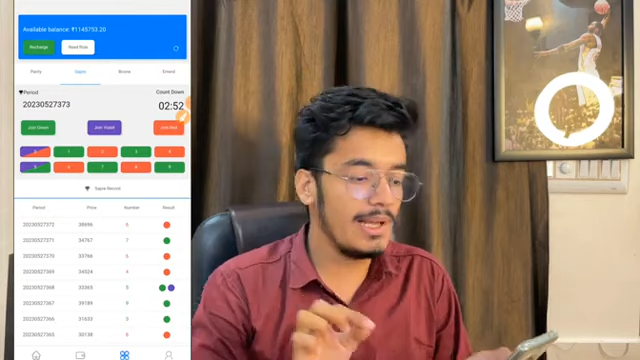 Available balance: ₹1145753.20
Recharge Read Rule
Parity Sapre Bcone Emerd
Period Count Down
20230527373 02:52
Join Green Join Violet Join Red
0 1 2 3 4
5 6 7 8 9
Sapre Record
Period Price Number Result
20230527372 38696 6
20230527371 34767 7
20230527370 33766 6
20230527369 34524 4
20230527368 33365 5
20230527367 39189 9
20230527366 31633 3
20230527365 30138 8